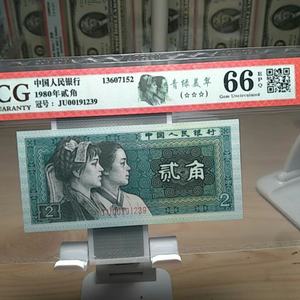 CG
GUARANTY
中国人民银行
1980年贰角
冠号: JU00191239
13607152
青绿美翠
(☆☆☆)
66 EPQ
Gem Uncirculated
中国人民银行
贰角
2
JU00191239
2